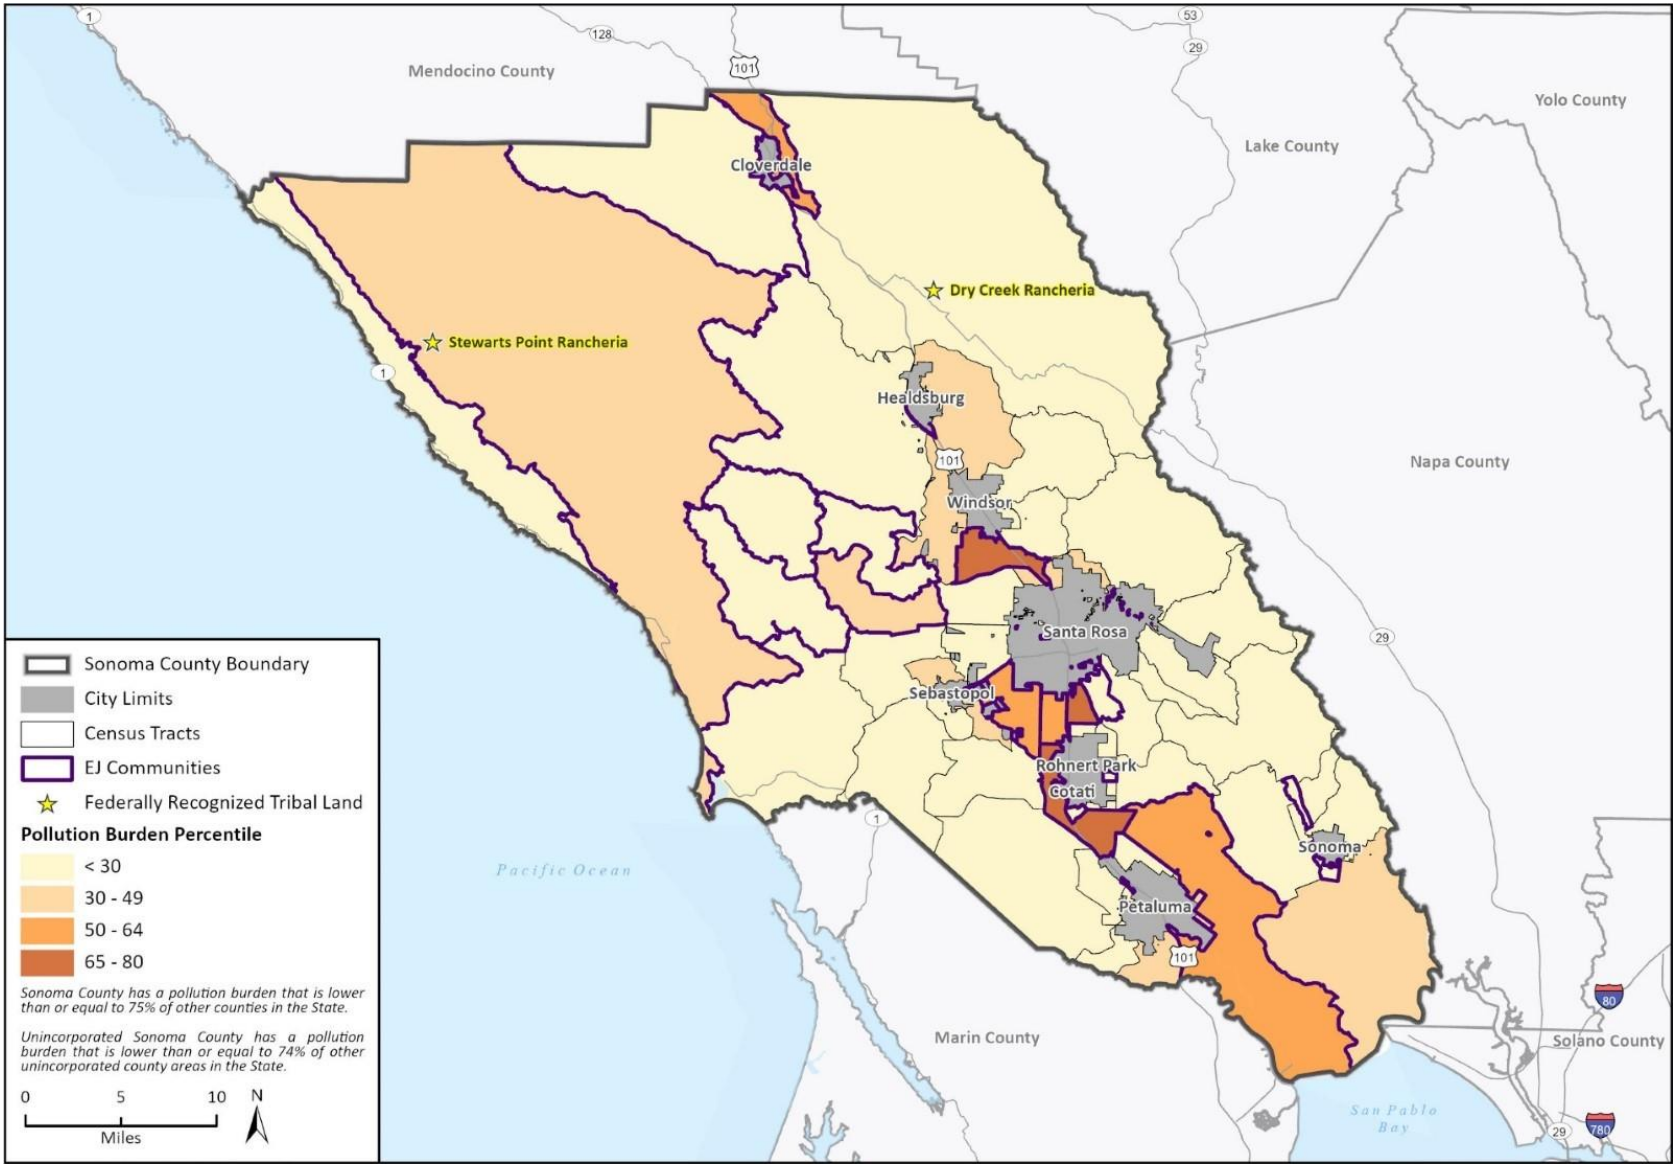 1
53
128
29
101
Mendocino County
Yolo County
Lake County
Cloverdale
Dry Creek Rancheria
Stewarts Point Rancheria
1
Healdsburg
101
Napa County
Windsor
Santa Rosa
29
Sebastopol
Rohnert Park
Cotati
1
Sonoma
Pacific Ocean
Petaluma
101
80
Marin County
Solano County
San Pablo
Bay
29
780
Sonoma County Boundary
City Limits
Census Tracts
EJ Communities
Federally Recognized Tribal Land
Pollution Burden Percentile
< 30
30 - 49
50 - 64
65 - 80
Sonoma County has a pollution burden that is lower
than or equal to 75% of other counties in the State.
Unincorporated Sonoma County has a pollution
burden that is lower than or equal to 74% of other
unincorporated county areas in the State.
0 5 10 N
Miles